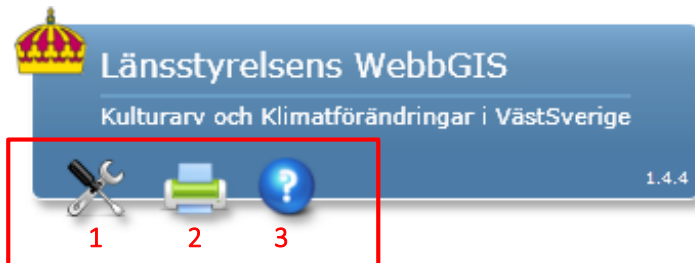 Länsstyrelsens WebbGIS
Kulturarv och Klimatförändringar i VästSverige
1.4.4
?
1 2 3